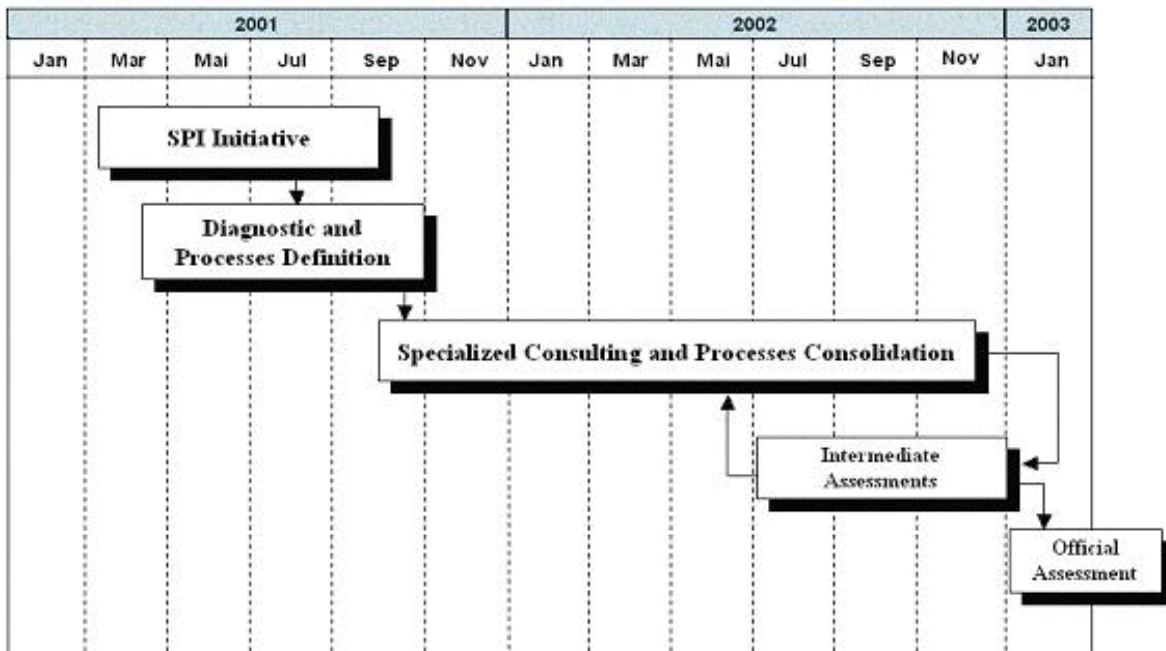 2001 2002 2003
Jan Mar Mai Jul Sep Nov Jan Mar Mai Jul Sep Nov Jan
SPI Initiative
Diagnostic and
Processes Definition
Specialized Consulting and Processes Consolidation
Intermediate
Assessments
Official
Assessment